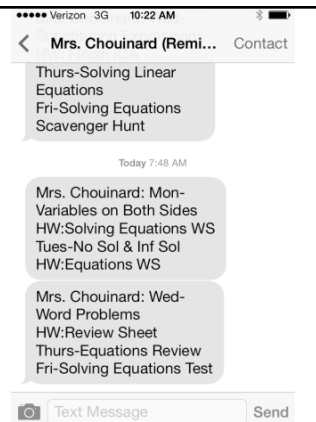 Verizon 3G 10:22 AM
Mrs. Chouinard (Remi... Contact
Thurs-Solving Linear
Equations
Fri-Solving Equations
Scavenger Hunt
Today 7:48 AM
Mrs. Chouinard: Mon-
Variables on Both Sides
HW:Solving Equations WS
Tues-No Sol & Inf Sol
HW:Equations WS
Mrs. Chouinard: Wed-
Word Problems
HW:Review Sheet
Thurs-Equations Review
Fri-Solving Equations Test
Text Message Send